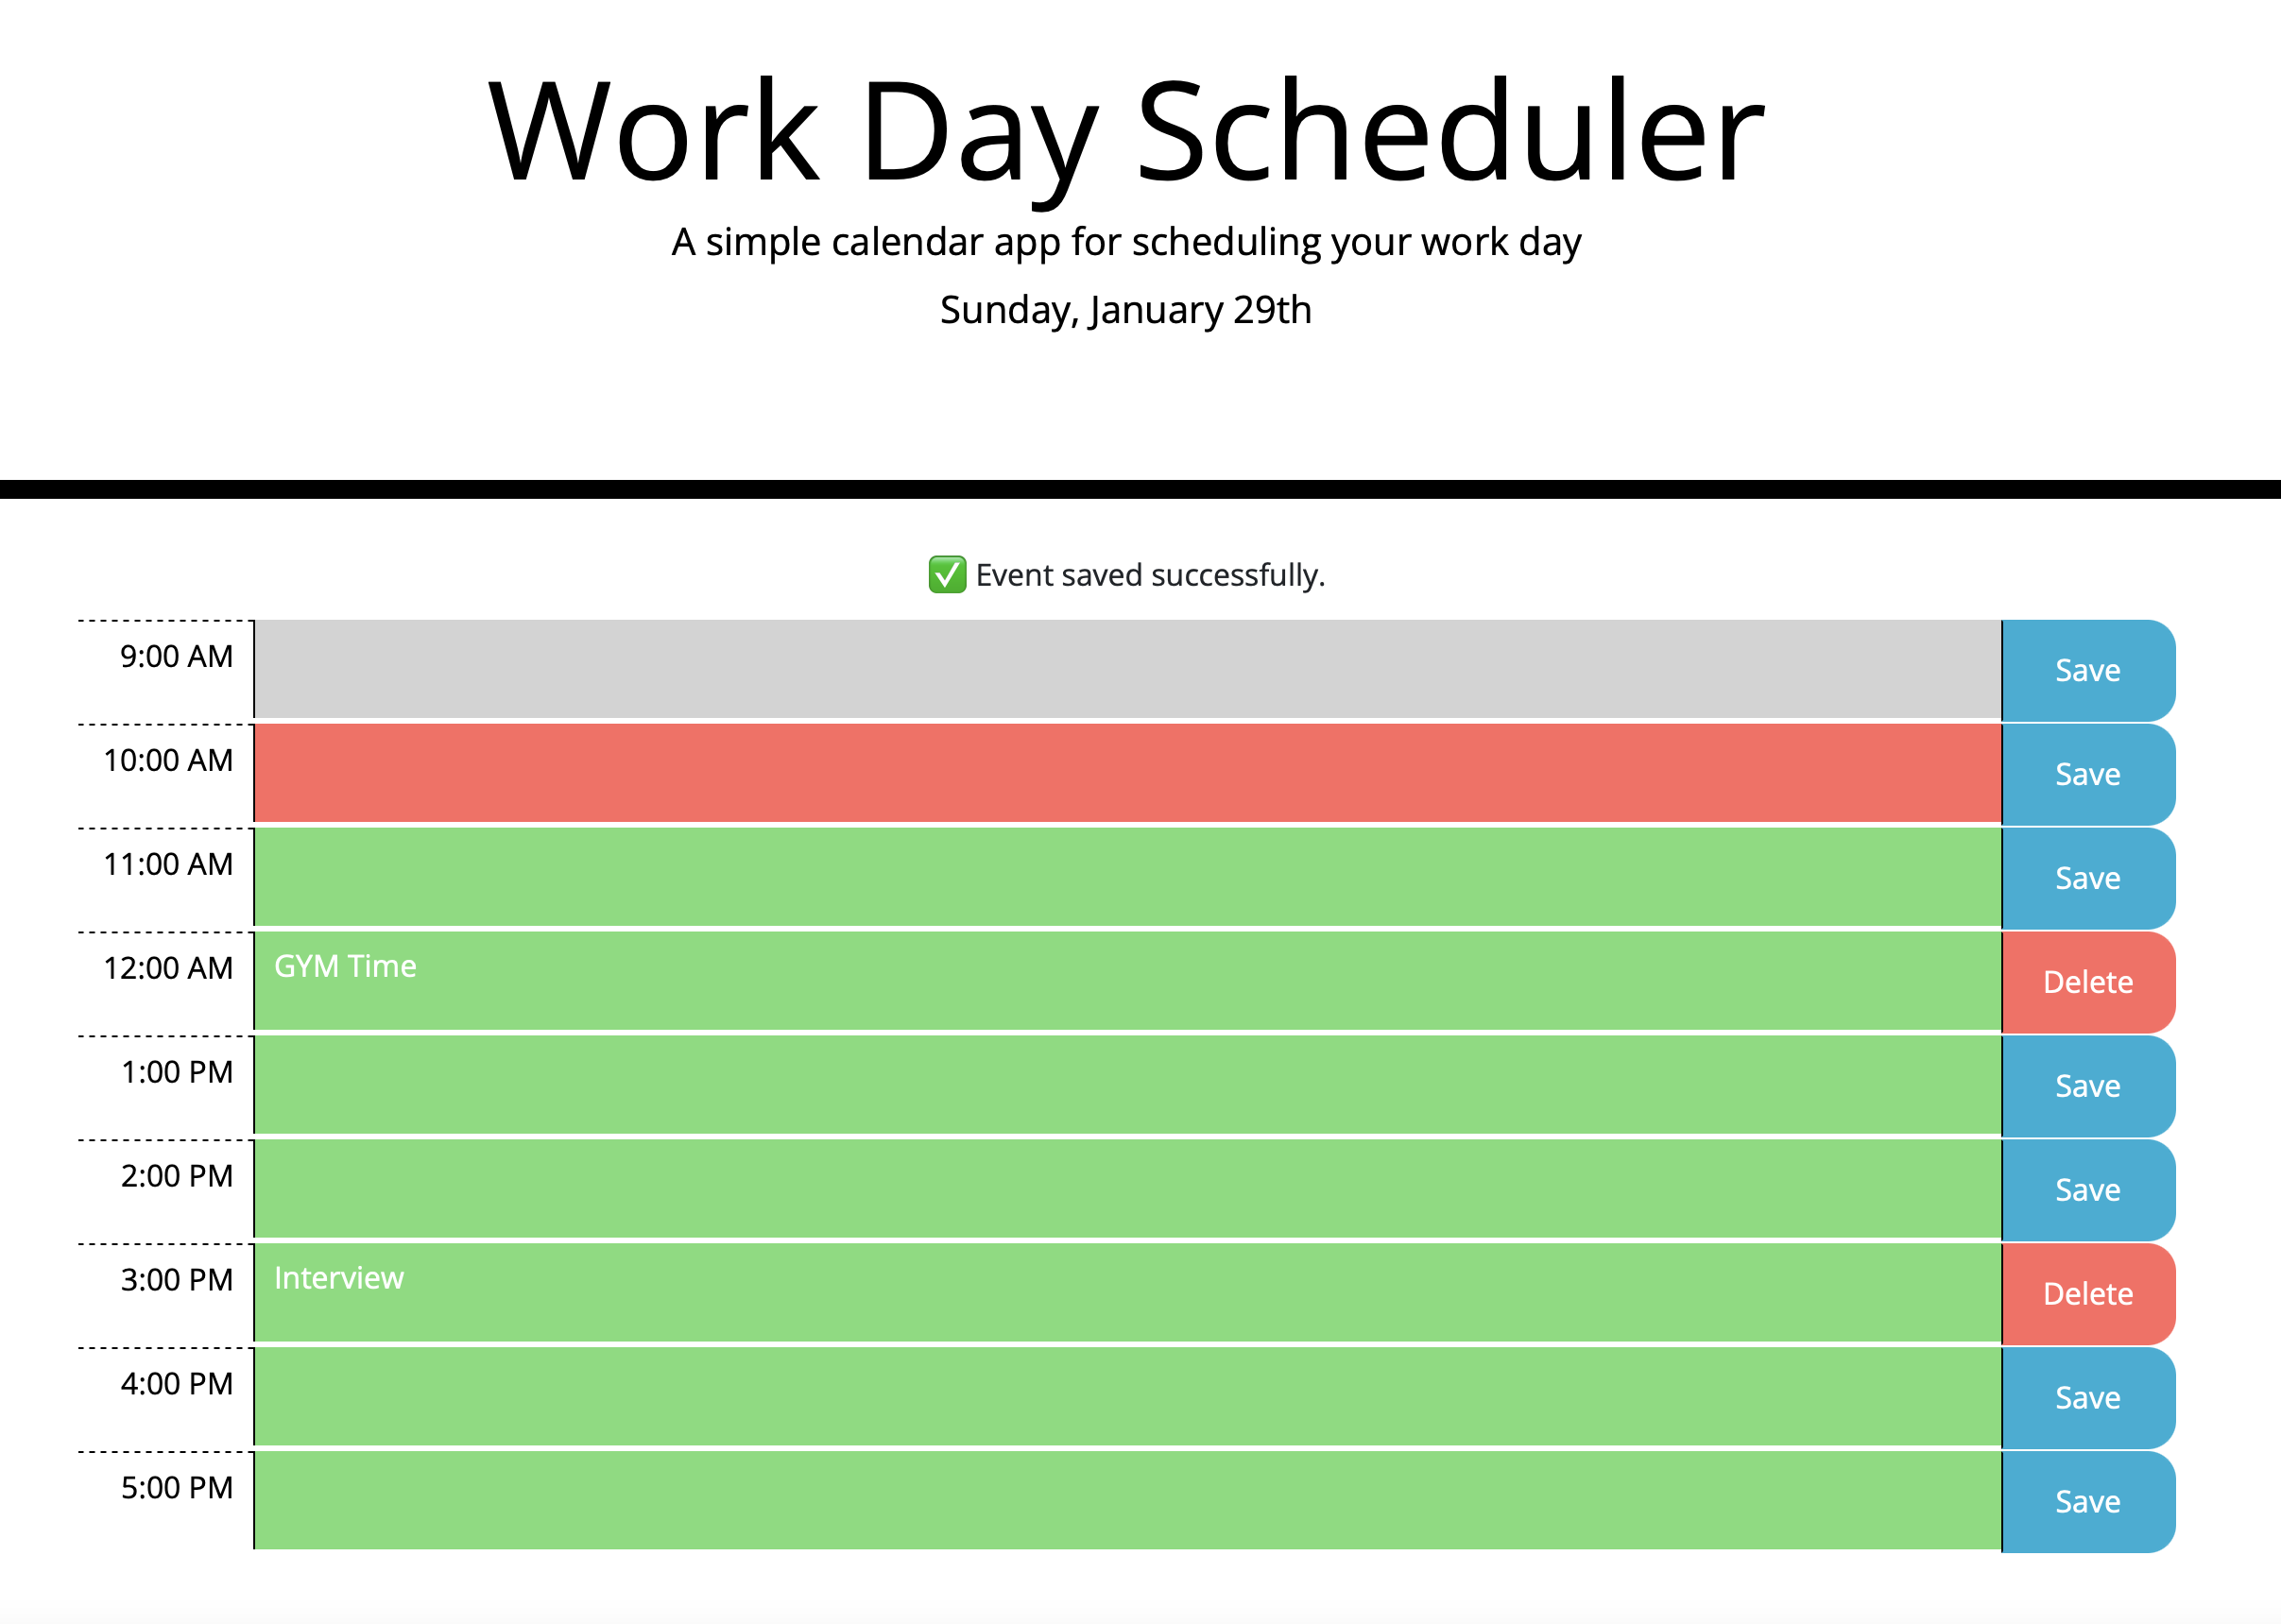 Work Day Scheduler
A simple calendar app for scheduling your work day
Sunday, January 29th
✅ Event saved successfully.
9:00 AM Save
10:00 AM Save
11:00 AM Save
12:00 AM GYM Time Delete
1:00 PM Save
2:00 PM Save
3:00 PM Interview Delete
4:00 PM Save
5:00 PM Save